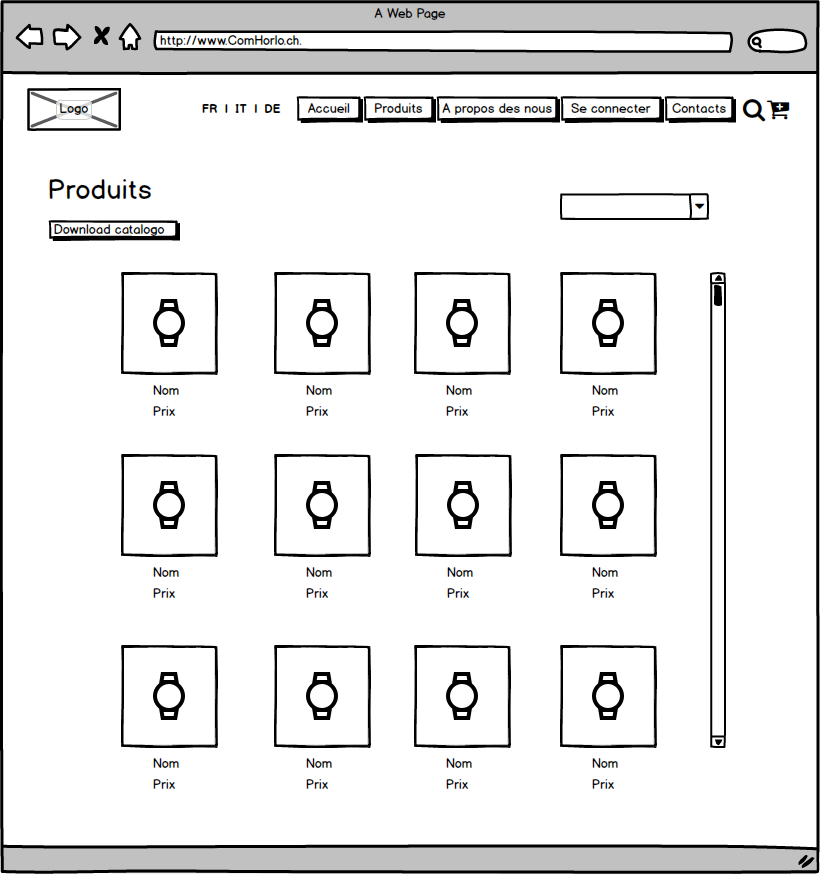 A Web Page
http://www.ComHorlo.ch.
Logo
FR I IT I DE
Accueil
Produits
A propos des nous
Se connecter
Contacts
Produits
Download catalogo
Nom Nom Nom Nom
Prix Prix Prix Prix
Nom Nom Nom Nom
Prix Prix Prix Prix
Nom Nom Nom Nom
Prix Prix Prix Prix